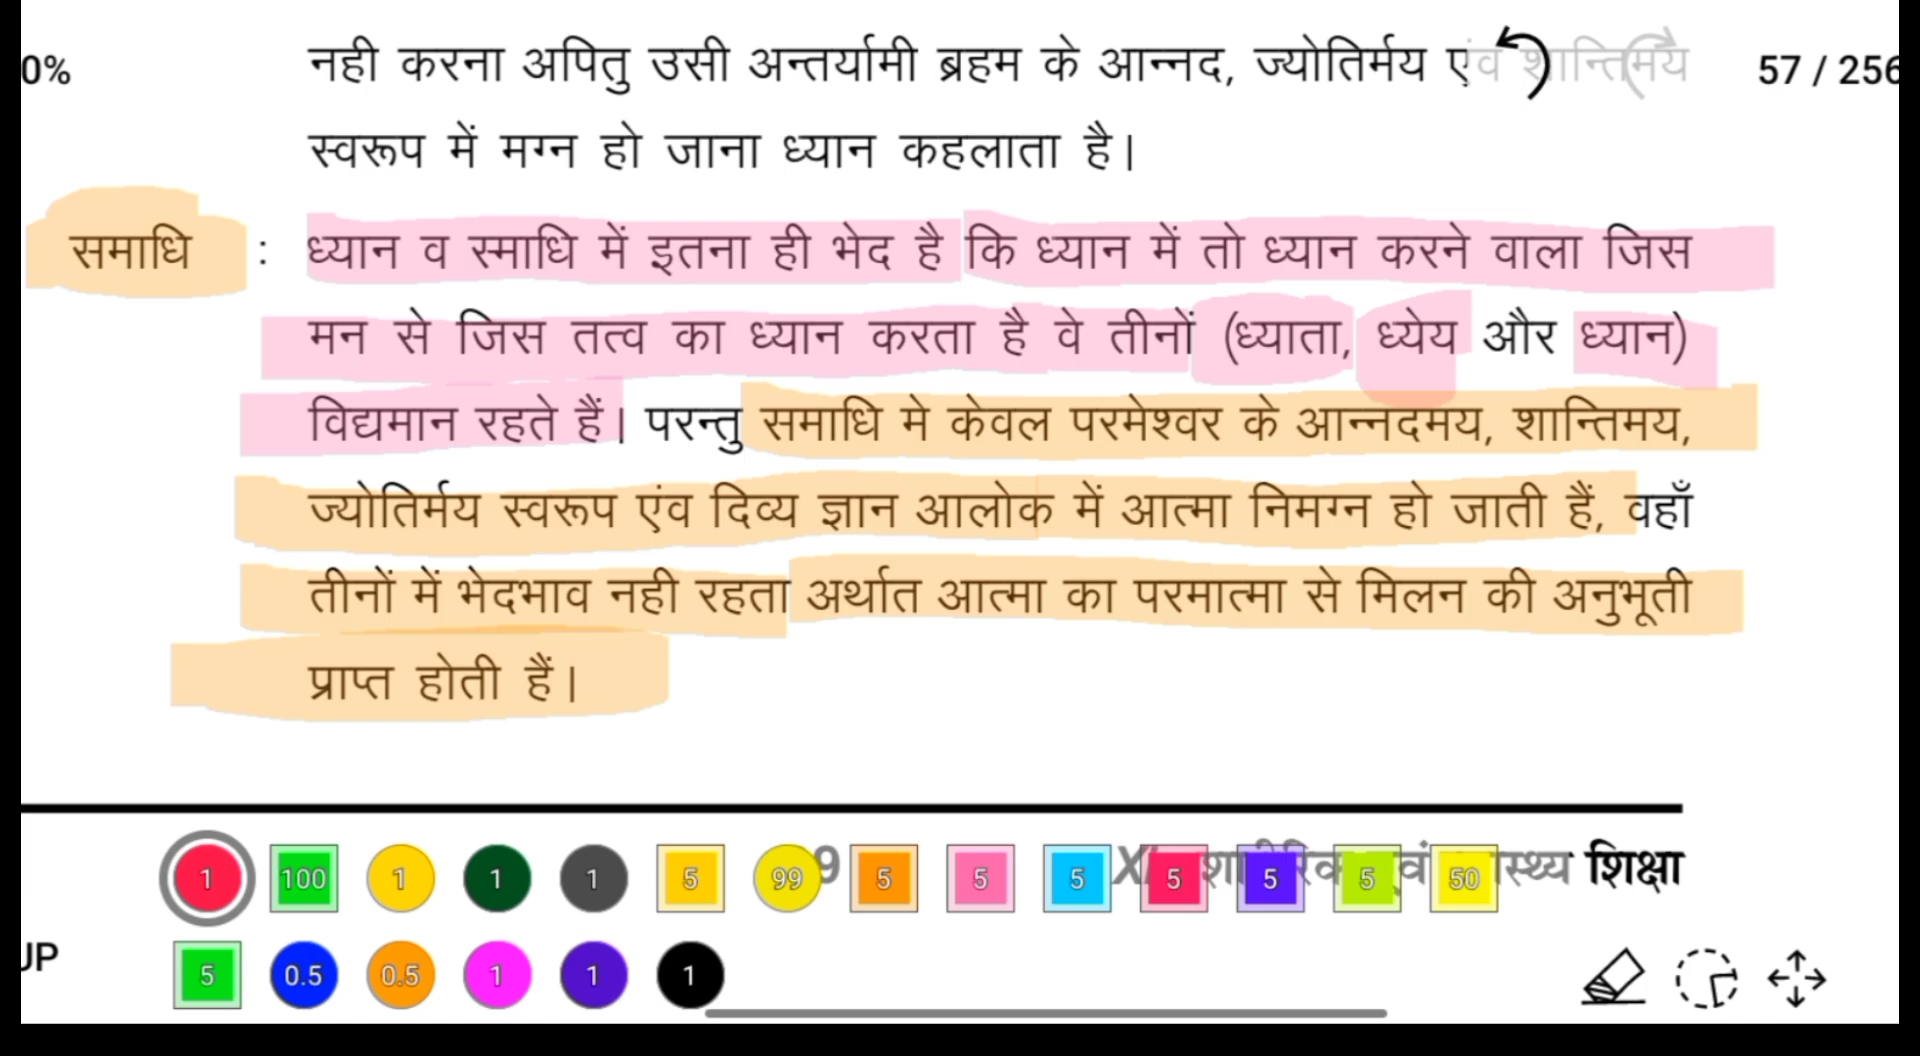 0%
नही करना अपितु उसी अन्तर्यामी ब्रहम के आन्नद, ज्योतिर्मय एंव शान्तिमय
57 / 256
स्वरूप में मग्न हो जाना ध्यान कहलाता है।
समाधि : ध्यान व स्माधि में इतना ही भेद है कि ध्यान में तो ध्यान करने वाला जिस
मन से जिस तत्व का ध्यान करता है वे तीनों (ध्याता, ध्येय और ध्यान)
विद्यमान रहते हैं। परन्तु समाधि मे केवल परमेश्वर के आन्नदमय, शान्तिमय,
ज्योतिर्मय स्वरूप एंव दिव्य ज्ञान आलोक में आत्मा निमग्न हो जाती हैं, वहाँ
तीनों में भेदभाव नही रहता अर्थात आत्मा का परमात्मा से मिलन की अनुभूती
प्राप्त होती हैं।
1 100 1 1 1 5 99 5 5 5 5 5 5 50
शिक्षा
UP
5 0.5 0.5 1 1 1